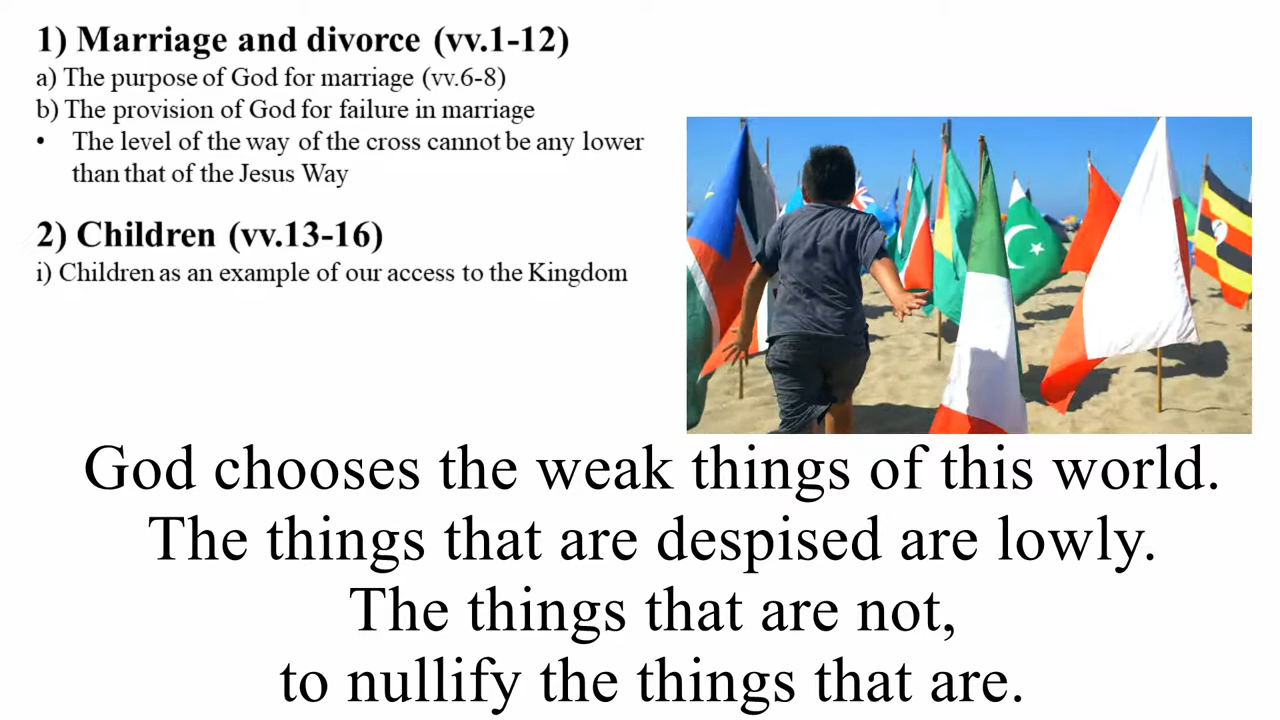 1) Marriage and divorce (vv.1-12)
a) The purpose of God for marriage (vv.6-8)
b) The provision of God for failure in marriage
• The level of the way of the cross cannot be any lower
than that of the Jesus Way
2) Children (vv.13-16)
i) Children as an example of our access to the Kingdom
God chooses the weak things of this world.
The things that are despised are lowly.
The things that are not,
to nullify the things that are.